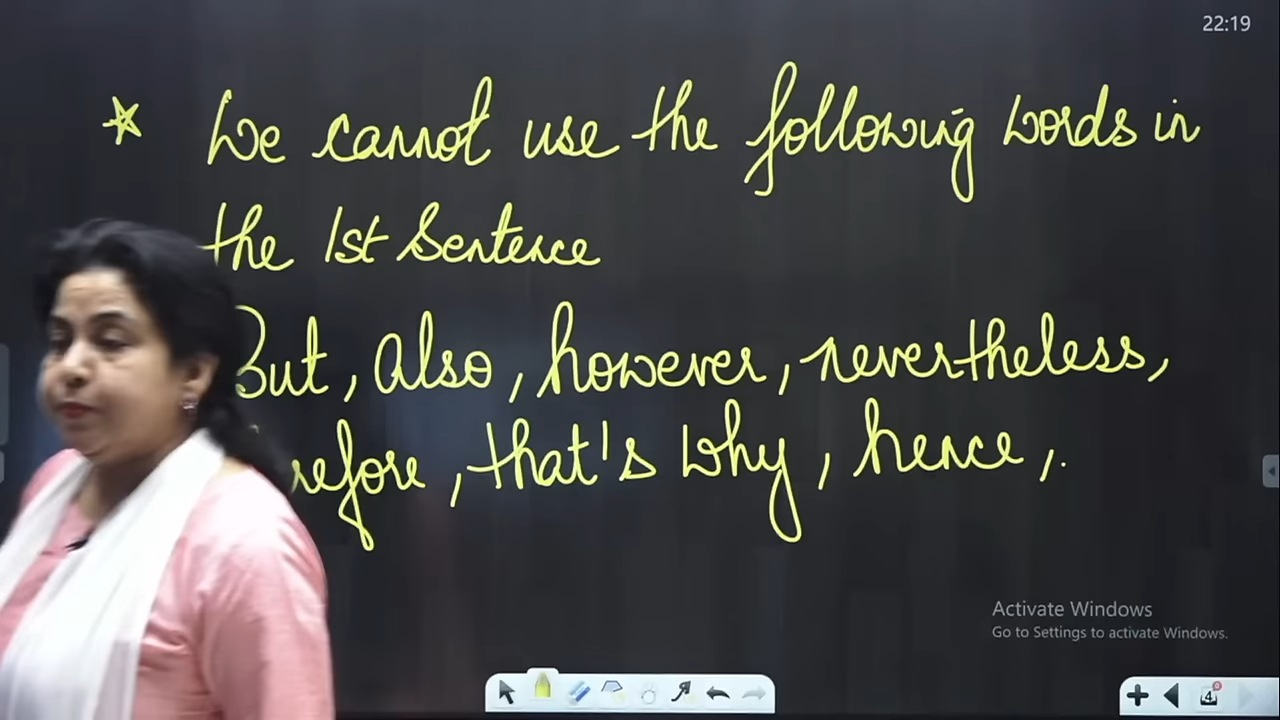 22:19
We cannot use the following words in
the 1st Sentence
But, also, however, nevertheless,
refore, that's why, hence,.
Activate Windows
Go to Settings to activate Windows.
4